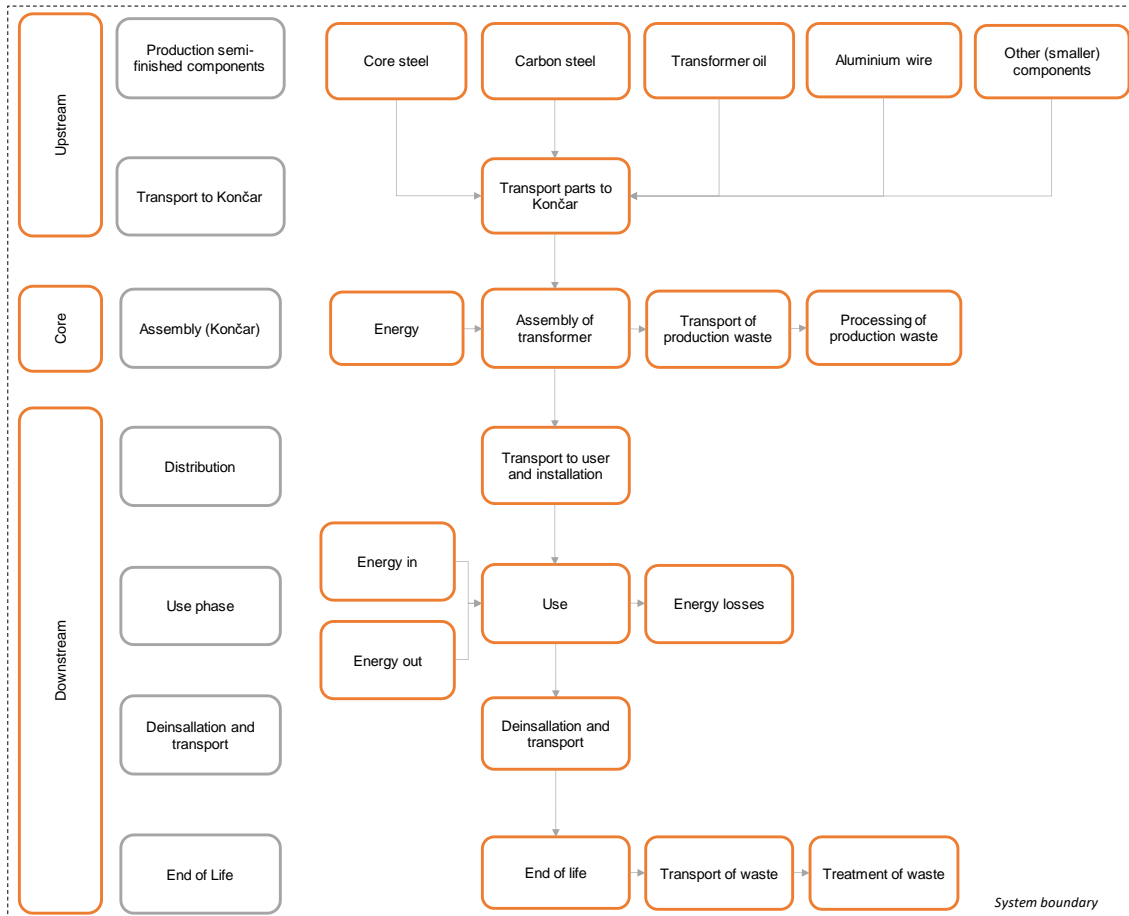 Upstream
Production semi-
finished components
Core steel
Carbon steel
Transformer oil
Aluminium wire
Other (smaller)
components
Transport to Končar
Transport parts to
Končar
Core
Assembly (Končar)
Energy
Assembly of
transformer
Transport of
production waste
Processing of
production waste
Downstream
Distribution
Transport to user
and installation
Use phase
Energy in
Energy out
Use
Energy losses
Deinsallation and
transport
Deinsallation and
transport
End of Life
End of life
Transport of waste
Treatment of waste
System boundary